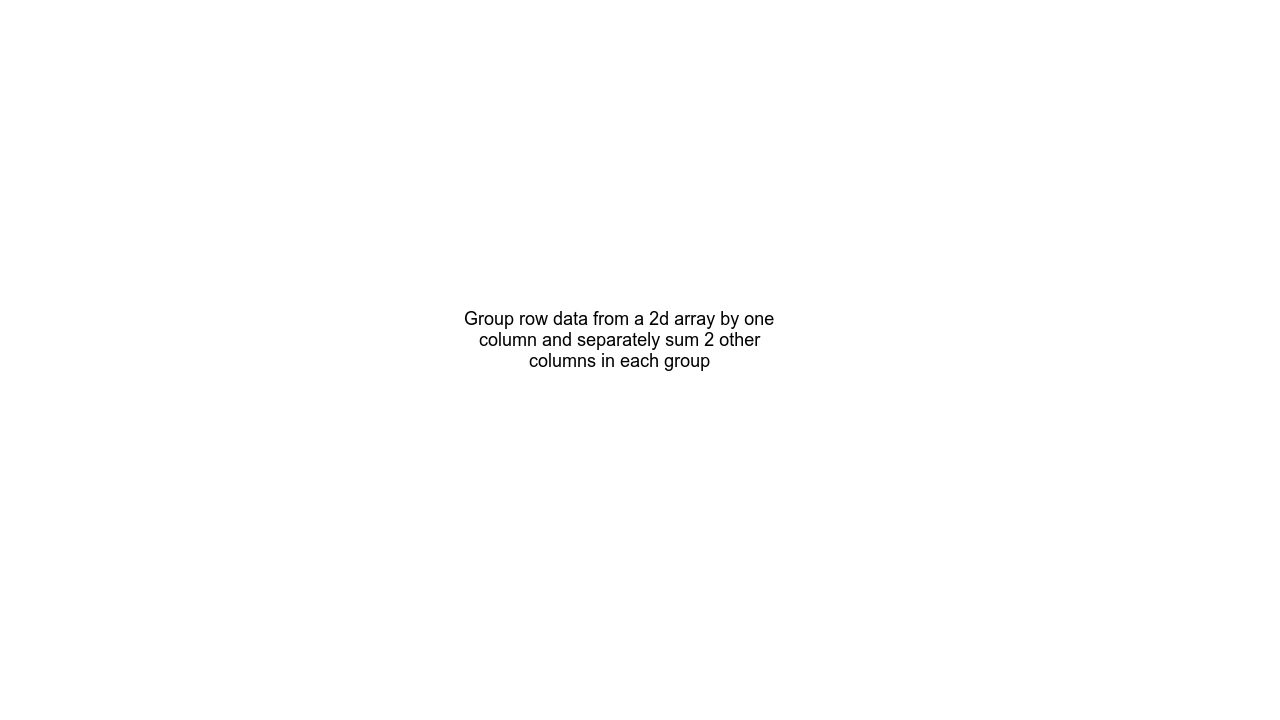 Group row data from a 2d array by one
column and separately sum 2 other
columns in each group